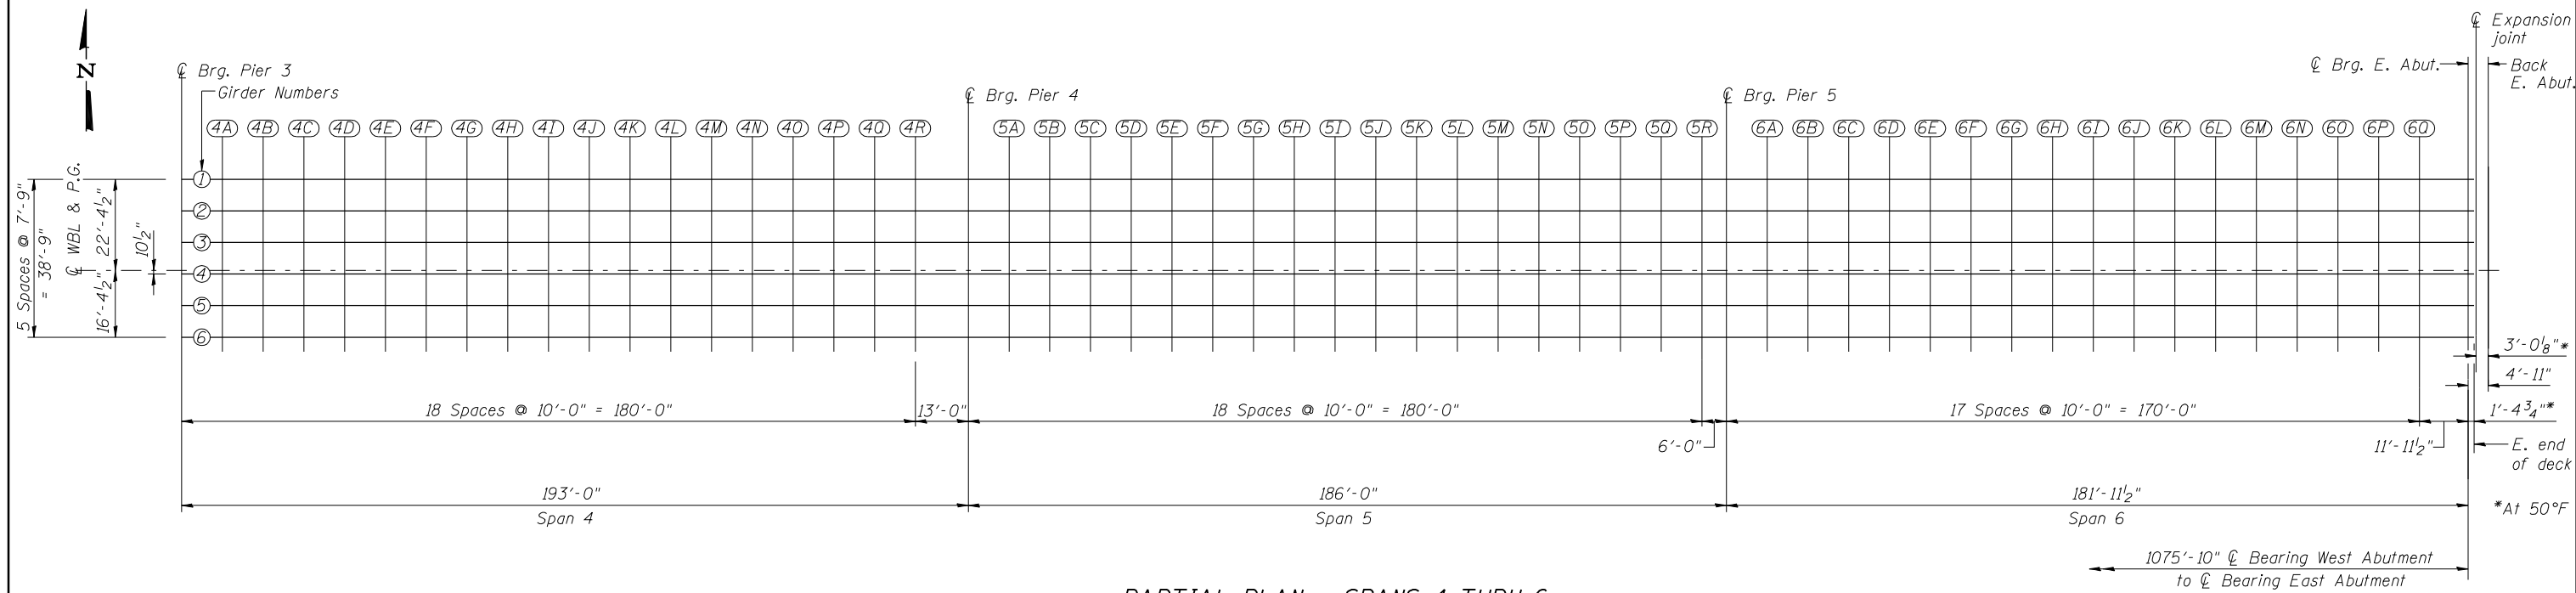 ℄ Expansion
joint
N
℄ Brg. Pier 3
℄ Brg. E. Abut.
Back
E. Abut.
Girder Numbers
℄ Brg. Pier 4
℄ Brg. Pier 5
4A 4B 4C 4D 4E 4F 4G 4H 4I 4J 4K 4L 4M 4N 4O 4P 4Q 4R 5A 5B 5C 5D 5E 5F 5G 5H 5I 5J 5K 5L 5M 5N 5O 5P 5Q 5R 6A 6B 6C 6D 6E 6F 6G 6H 6I 6J 6K 6L 6M 6N 6O 6P 6Q
5 Spaces @ 7'-9"
= 38'-9"
℄ WBL & P.G.
16'-4½" 22'-4½"
10½"
1
2
3
4
5
6
3'-0⅛"*
4'-11"
18 Spaces @ 10'-0" = 180'-0"
13'-0"
18 Spaces @ 10'-0" = 180'-0"
6'-0"
17 Spaces @ 10'-0" = 170'-0"
11'-11½"
1'-4¾"*
E. end
of deck
193'-0"
Span 4
186'-0"
Span 5
181'-11½"
Span 6
*At 50°F
1075'-10" ℄ Bearing West Abutment
to ℄ Bearing East Abutment
PARTIAL PLAN - SPANS 4 THRU 6